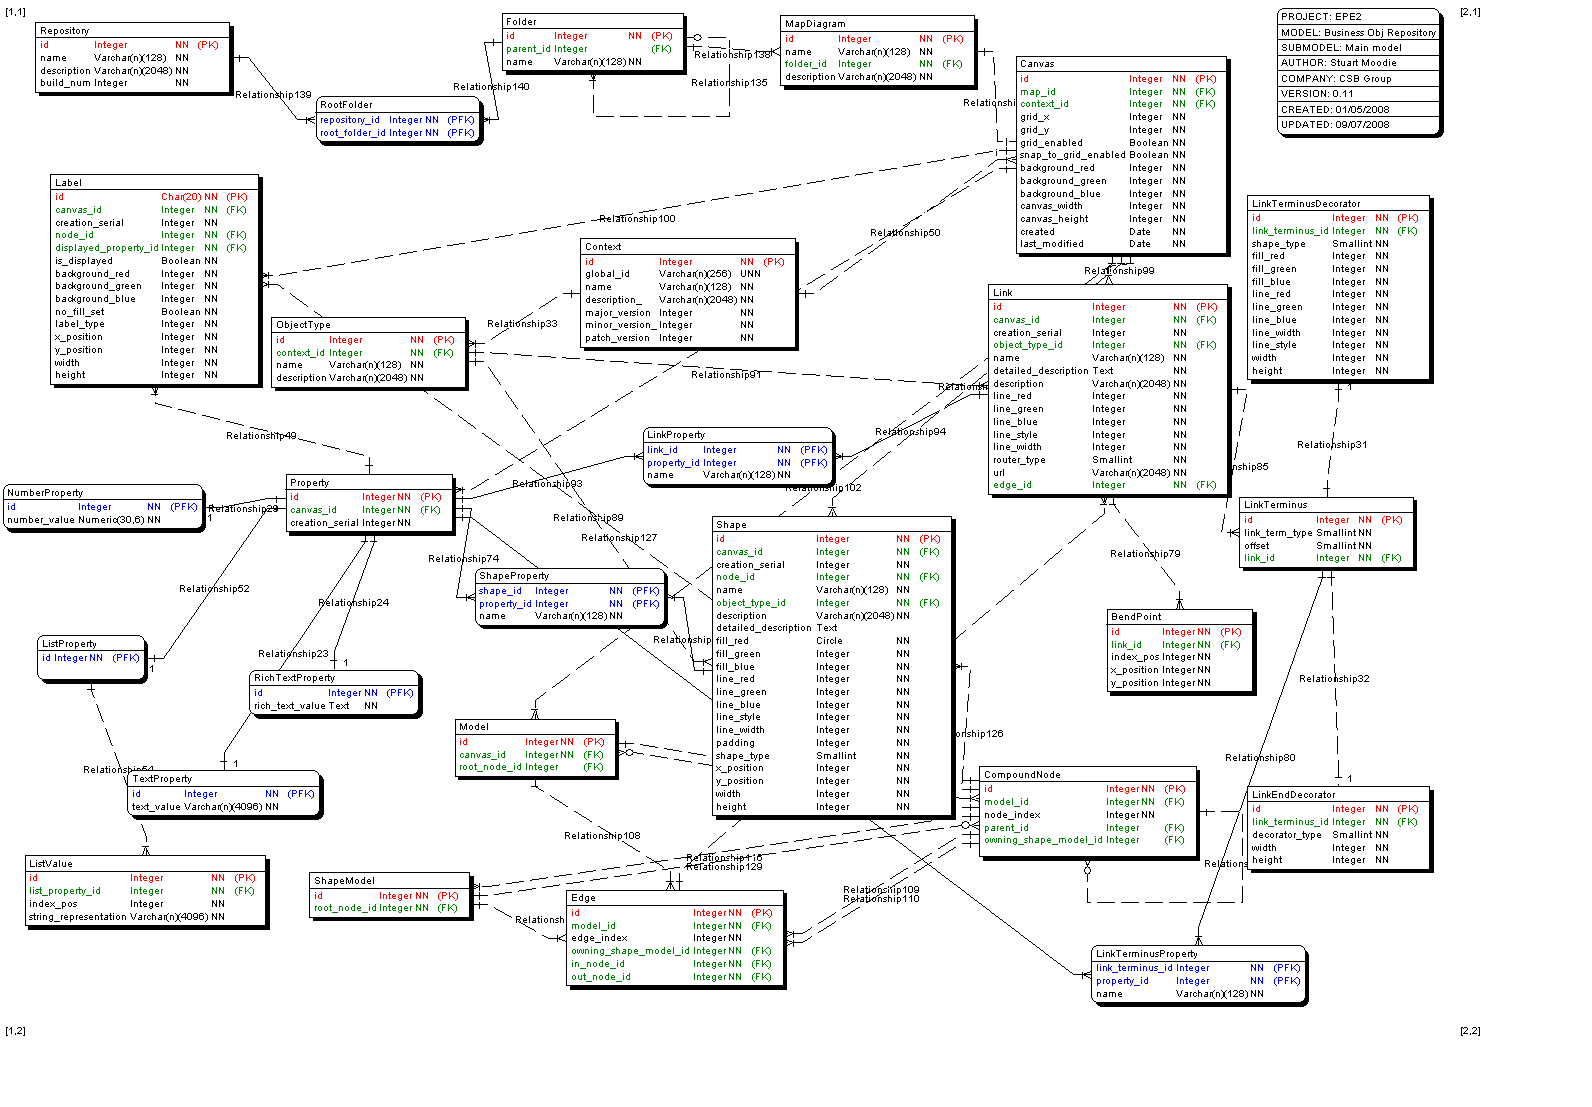 [1,1]
[2,1]
Repository
id Integer NN (PK)
name Varchar(n)(128) NN
description Varchar(n)(2048) NN
build_num Integer NN
Relationship139
RootFolder
repository_id Integer NN (PFK)
root_folder_id Integer NN (PFK)
Relationship140
Folder
id Integer NN (PK)
parent_id Integer (FK)
name Varchar(n)(128) NN
Relationship138
Relationship135
MapDiagram
id Integer NN (PK)
name Varchar(n)(128) NN
folder_id Integer NN (FK)
description Varchar(n)(2048) NN
Relationshi
Canvas
id Integer NN (PK)
map_id Integer NN (FK)
context_id Integer NN (FK)
grid_x Integer NN
grid_y Integer NN
grid_enabled Boolean NN
snap_to_grid_enabled Boolean NN
background_red Integer NN
background_green Integer NN
background_blue Integer NN
canvas_width Integer NN
canvas_height Integer NN
created Date NN
last_modified Date NN
PROJECT: EPE2
MODEL: Business Obj Repository
SUBMODEL: Main model
AUTHOR: Stuart Moodie
COMPANY: CSB Group
VERSION: 0.11
CREATED: 01/05/2008
UPDATED: 09/07/2008
Label
id Char(20) NN (PK)
canvas_id Integer NN (FK)
creation_serial Integer NN
node_id Integer NN (FK)
displayed_property_id Integer NN (FK)
is_displayed Boolean NN
background_red Integer NN
background_green Integer NN
background_blue Integer NN
no_fill_set Boolean NN
label_type Integer NN
x_position Integer NN
y_position Integer NN
width Integer NN
height Integer NN
Relationship100
Relationship50
Relationship99
Context
id Integer NN (PK)
global_id Varchar(n)(256) UNN
name Varchar(n)(128) NN
description_ Varchar(n)(2048) NN
major_version Integer NN
minor_version_ Integer NN
patch_version Integer NN
Relationship33
ObjectType
id Integer NN (PK)
context_id Integer NN (FK)
name Varchar(n)(128) NN
description Varchar(n)(2048) NN
Relationship91
Relationsh
Link
id Integer NN (PK)
canvas_id Integer NN (FK)
creation_serial Integer NN
object_type_id Integer NN (FK)
name Varchar(n)(128) NN
detailed_description Text NN
description Varchar(n)(2048) NN
line_red Integer NN
line_green Integer NN
line_blue Integer NN
line_style Integer NN
line_width Integer NN
router_type Smallint NN
url Varchar(n)(2048) NN
edge_id Integer NN (FK)
LinkTerminusDecorator
id Integer NN (PK)
link_terminus_id Integer NN (FK)
shape_type Smallint NN
fill_red Integer NN
fill_green Integer NN
fill_blue Integer NN
line_red Integer NN
line_green Integer NN
line_blue Integer NN
line_width Integer NN
line_style Integer NN
width Integer NN
height Integer NN
1
Relationship31
nship85
Relationship49
Relationship94
LinkProperty
link_id Integer NN (PFK)
property_id Integer NN (PFK)
name Varchar(n)(128) NN
Relationship93
Relationship102
Relationship89
Relationship127
NumberProperty
id Integer NN (PFK)
number_value Numeric(30,6) NN
1
Relationship29
Property
id Integer NN (PK)
canvas_id Integer NN (FK)
creation_serial Integer NN
LinkTerminus
id Integer NN (PK)
link_term_type Smallint NN
offset Smallint NN
link_id Integer NN (FK)
Relationship79
Relationship74
Relationship52
Relationship24
Relationship23
ShapeProperty
shape_id Integer NN (PFK)
property_id Integer NN (PFK)
name Varchar(n)(128) NN
Relationship
Shape
id Integer NN (PK)
canvas_id Integer NN (FK)
creation_serial Integer NN
node_id Integer NN (FK)
name Varchar(n)(128) NN
object_type_id Integer NN (FK)
description Varchar(n)(2048) NN
detailed_description Text
fill_red Circle NN
fill_green Integer NN
fill_blue Integer NN
line_red Integer NN
line_green Integer NN
line_blue Integer NN
line_style Integer NN
line_width Integer NN
padding Integer NN
shape_type Smallint NN
x_position Integer NN
y_position Integer NN
width Integer NN
height Integer NN
BendPoint
id Integer NN (PK)
link_id Integer NN (FK)
index_pos Integer NN
x_position Integer NN
y_position Integer NN
ListProperty
id Integer NN (PFK)
1
RichTextProperty
id Integer NN (PFK)
rich_text_value Text NN
1
Relationship32
Relationship80
nship126
Model
id Integer NN (PK)
canvas_id Integer NN (FK)
root_node_id Integer (FK)
Relationship54
TextProperty
id Integer NN (PFK)
text_value Varchar(n)(4096) NN
1
CompoundNode
id Integer NN (PK)
model_id Integer NN (FK)
node_index Integer NN
parent_id Integer (FK)
owning_shape_model_id Integer (FK)
LinkEndDecorator
id Integer NN (PK)
link_terminus_id Integer NN (FK)
decorator_type Smallint NN
width Integer NN
height Integer NN
1
Relations
Relationship108
Relationship116
Relationship129
Relationship109
Relationship110
ListValue
id Integer NN (PK)
list_property_id Integer NN (FK)
index_pos Integer NN
string_representation Varchar(n)(4096) NN
ShapeModel
id Integer NN (PK)
root_node_id Integer NN (FK)
Relationsh
Edge
id Integer NN (PK)
model_id Integer NN (FK)
edge_index Integer NN
owning_shape_model_id Integer NN (FK)
in_node_id Integer NN (FK)
out_node_id Integer NN (FK)
LinkTerminusProperty
link_terminus_id Integer NN (PFK)
property_id Integer NN (PFK)
name Varchar(n)(128) NN
[1,2]
[2,2]